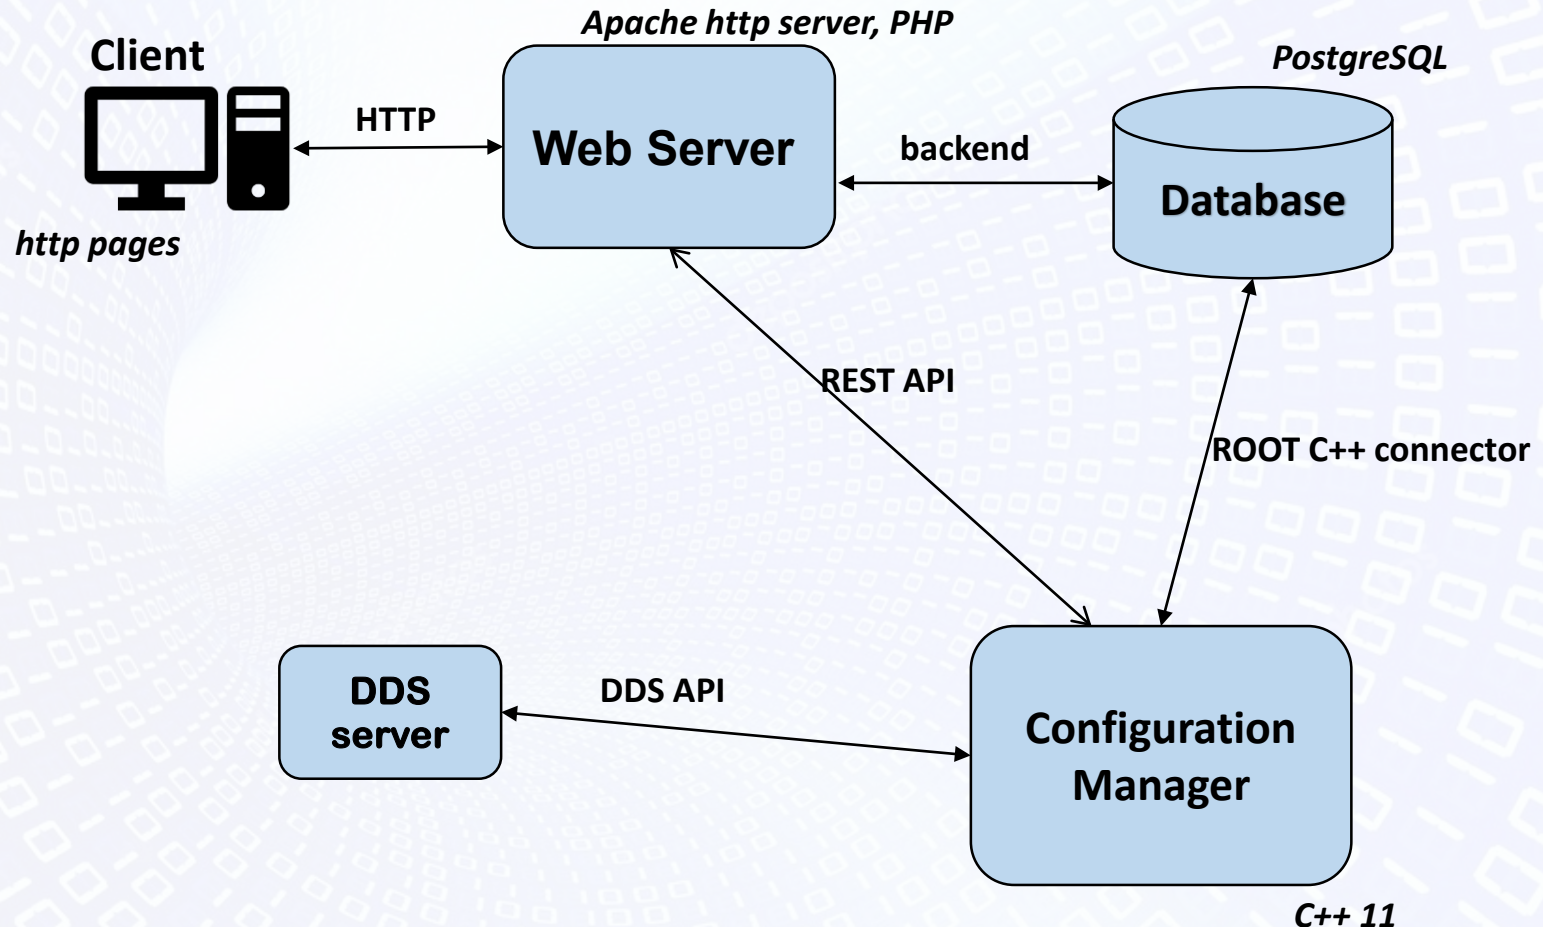 Apache http server, PHP
Client
PostgreSQL
HTTP
Web Server
backend
Database
http pages
REST API
ROOT C++ connector
DDS
server
DDS API
Configuration
Manager
C++ 11